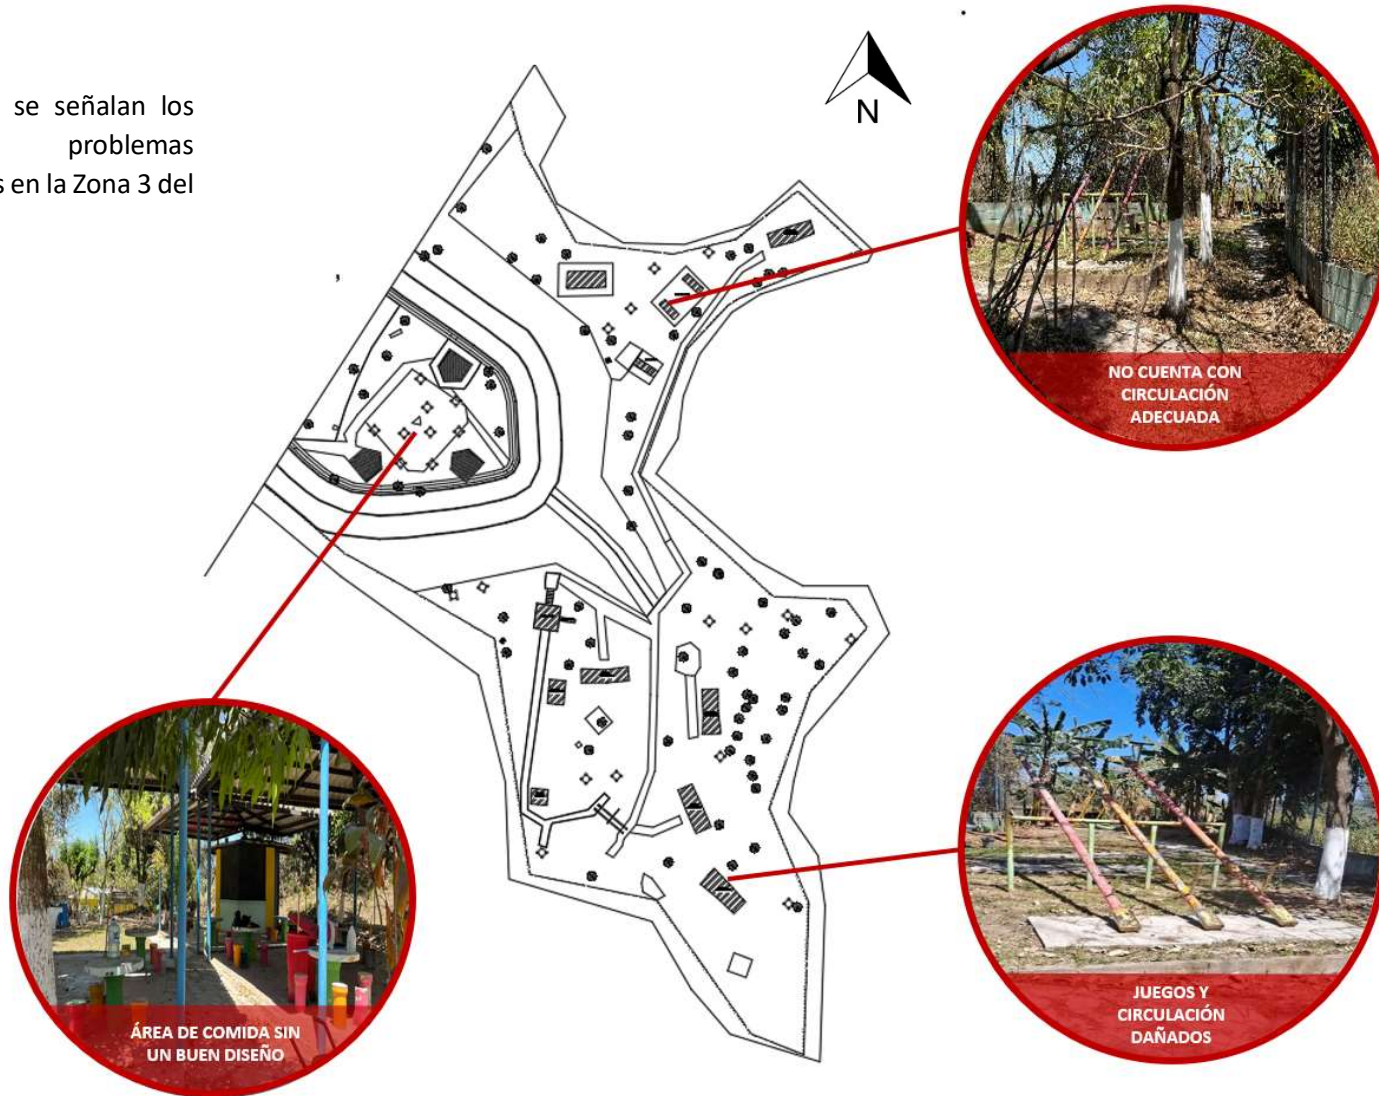 se señalan los
problemas
en la Zona 3 del
N
NO CUENTA CON
CIRCULACIÓN
ADECUADA
ÁREA DE COMIDA SIN
UN BUEN DISEÑO
JUEGOS Y
CIRCULACIÓN
DAÑADOS